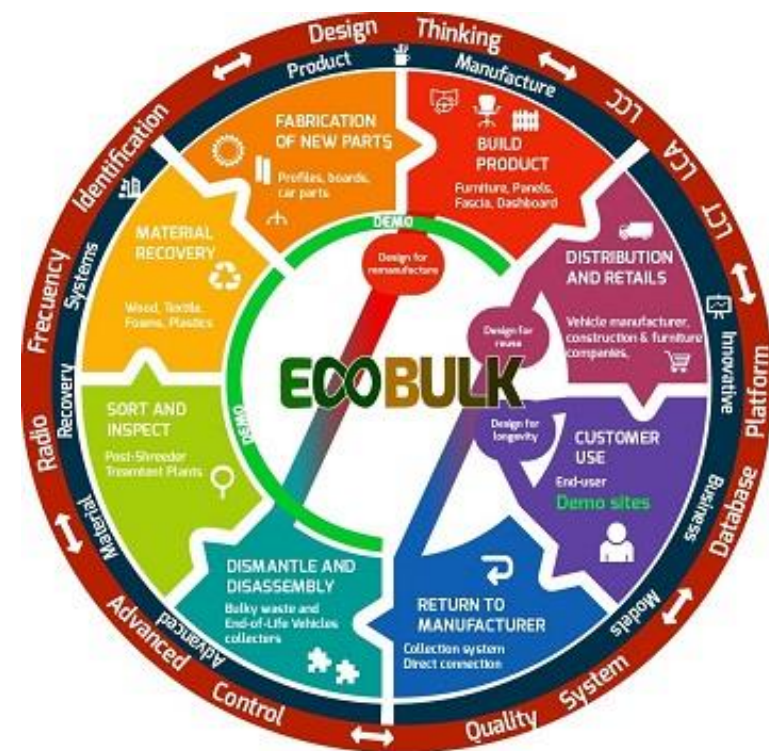 Design Thinking
LCC LCA LCT
Platform
Database
Quality System
Advanced Control
Radio Frecuency Identification
Product Manufacture
Innovative Business Models
Advanced Material Recovery Systems
FABRICATION
OF NEW PARTS
Profiles, boards,
car parts
BUILD
PRODUCT
Furniture, Panels,
Fascia, Dashboard
DISTRIBUTION
AND RETAILS
Vehicle manufacturer,
construction & furniture
companies,
CUSTOMER
USE
End-user
Demo sites
RETURN TO
MANUFACTURER
Collection system
Direct connection
DISMANTLE AND
DISASSEMBLY
Bulky waste and
End-of-Life Vehicles
collecters
SORT AND
INSPECT
Post-Shreeder
Treamtent Plants
MATERIAL
RECOVERY
Wood, Textile,
Foams, Plastics
DEMO
DEMO
Design for
remanufacture
Design for
reuse
Design for
longevity
ECOBULK